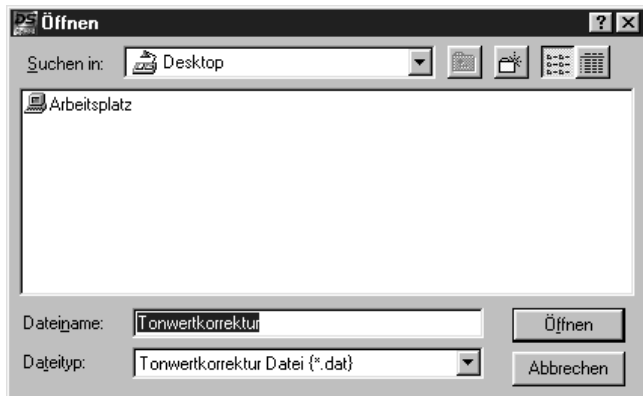 Öffnen
Suchen in: Desktop
Arbeitsplatz
Dateiname: Tonwertkorrektur Öffnen
Dateityp: Tonwertkorrektur Datei {*.dat} Abbrechen